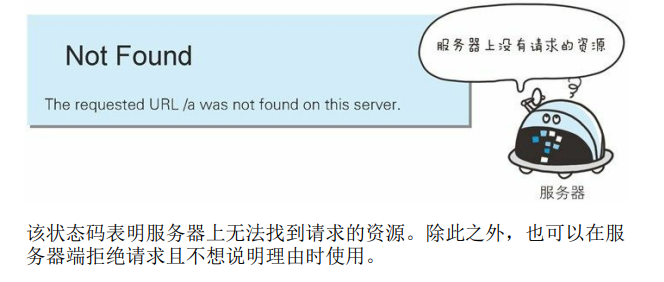 服务器上没有请求的资源
Not Found
The requested URL /a was not found on this server.
服务器
该状态码表明服务器上无法找到请求的资源。除此之外，也可以在服
务器端拒绝请求且不想说明理由时使用。